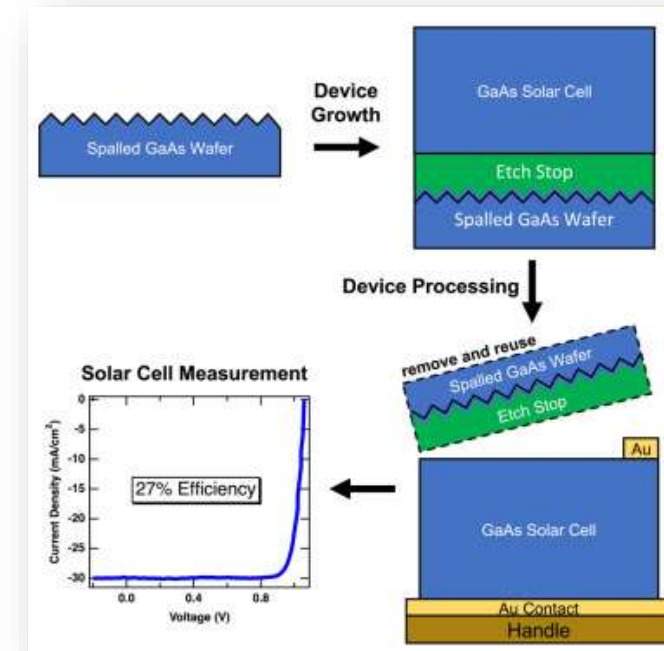 Spalled GaAs Wafer
Device
Growth
GaAs Solar Cell
Etch Stop
Spalled GaAs Wafer
Device Processing
remove and reuse
Spalled GaAs Wafer
Etch Stop
Au
GaAs Solar Cell
Au Contact
Handle
Solar Cell Measurement
Current Density (mA/cm²)
0
-5
-10
-15
-20
-25
-30
27% Efficiency
0.0 0.4 0.8
Voltage (V)